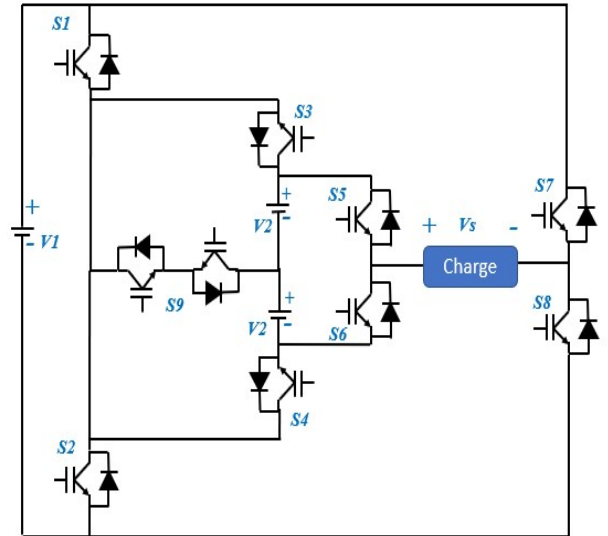 S1
S3
+
V2
-
S5
+ Vs -
S7
+
- V1
Charge
S9
+
V2
-
S6
S8
S4
S2